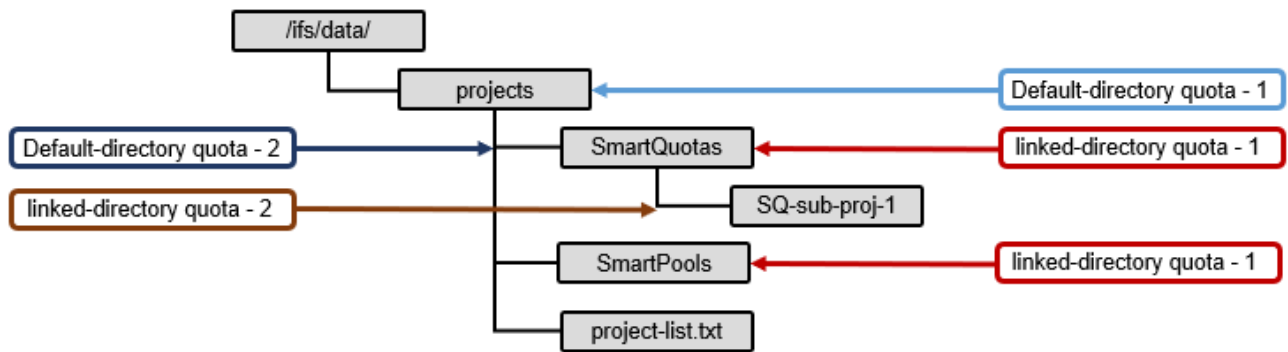 /ifs/data/
projects
Default-directory quota - 1
Default-directory quota - 2
SmartQuotas
linked-directory quota - 1
linked-directory quota - 2
SQ-sub-proj-1
SmartPools
linked-directory quota - 1
project-list.txt